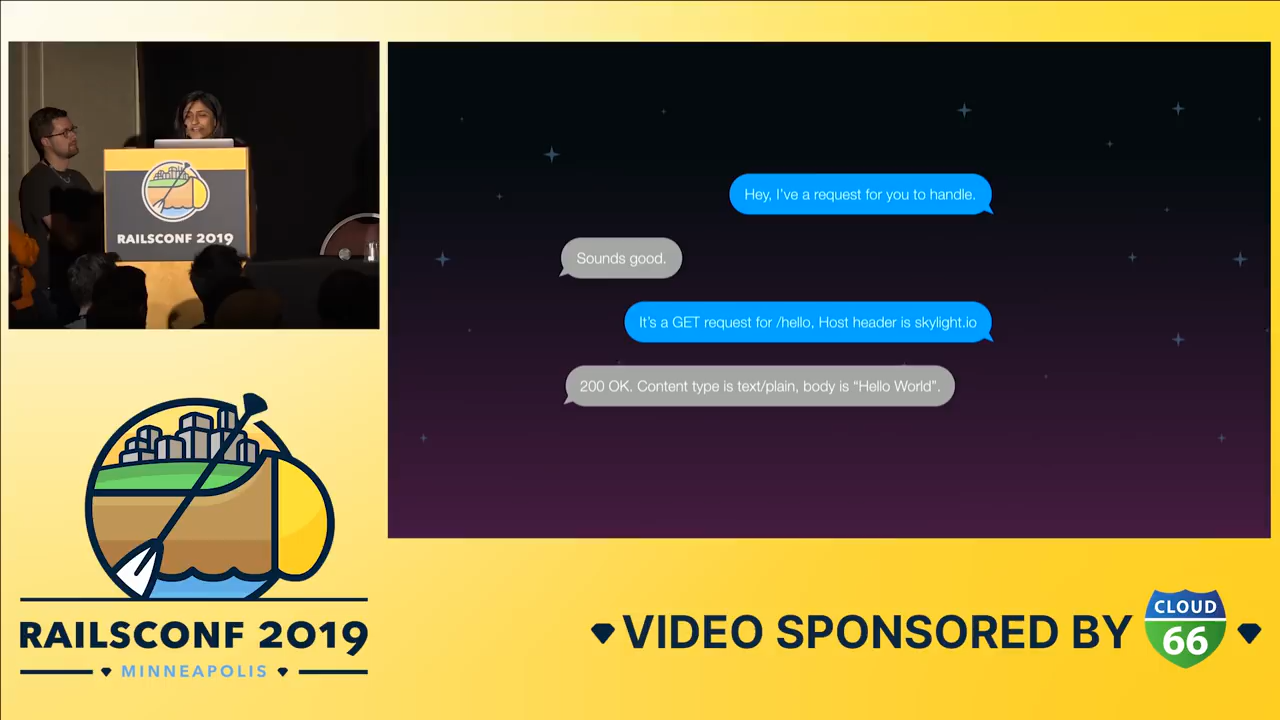 RAILSCONF 2019
Hey, I've a request for you to handle.
Sounds good.
It's a GET request for /hello, Host header is skylight.io
200 OK. Content type is text/plain, body is “Hello World”.
RAILSCONF 2019
MINNEAPOLIS
VIDEO SPONSORED BY
CLOUD
66